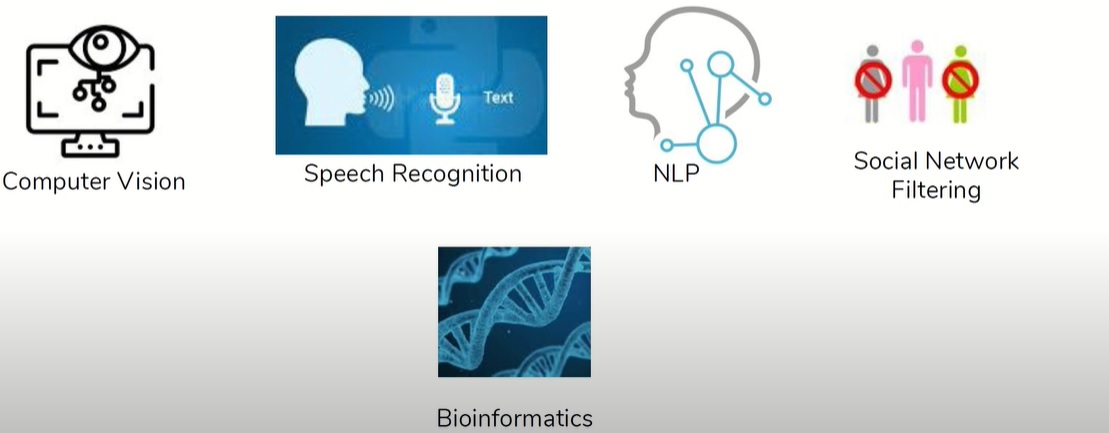 Text
Computer Vision
Speech Recognition
NLP
Social Network
Filtering
Bioinformatics